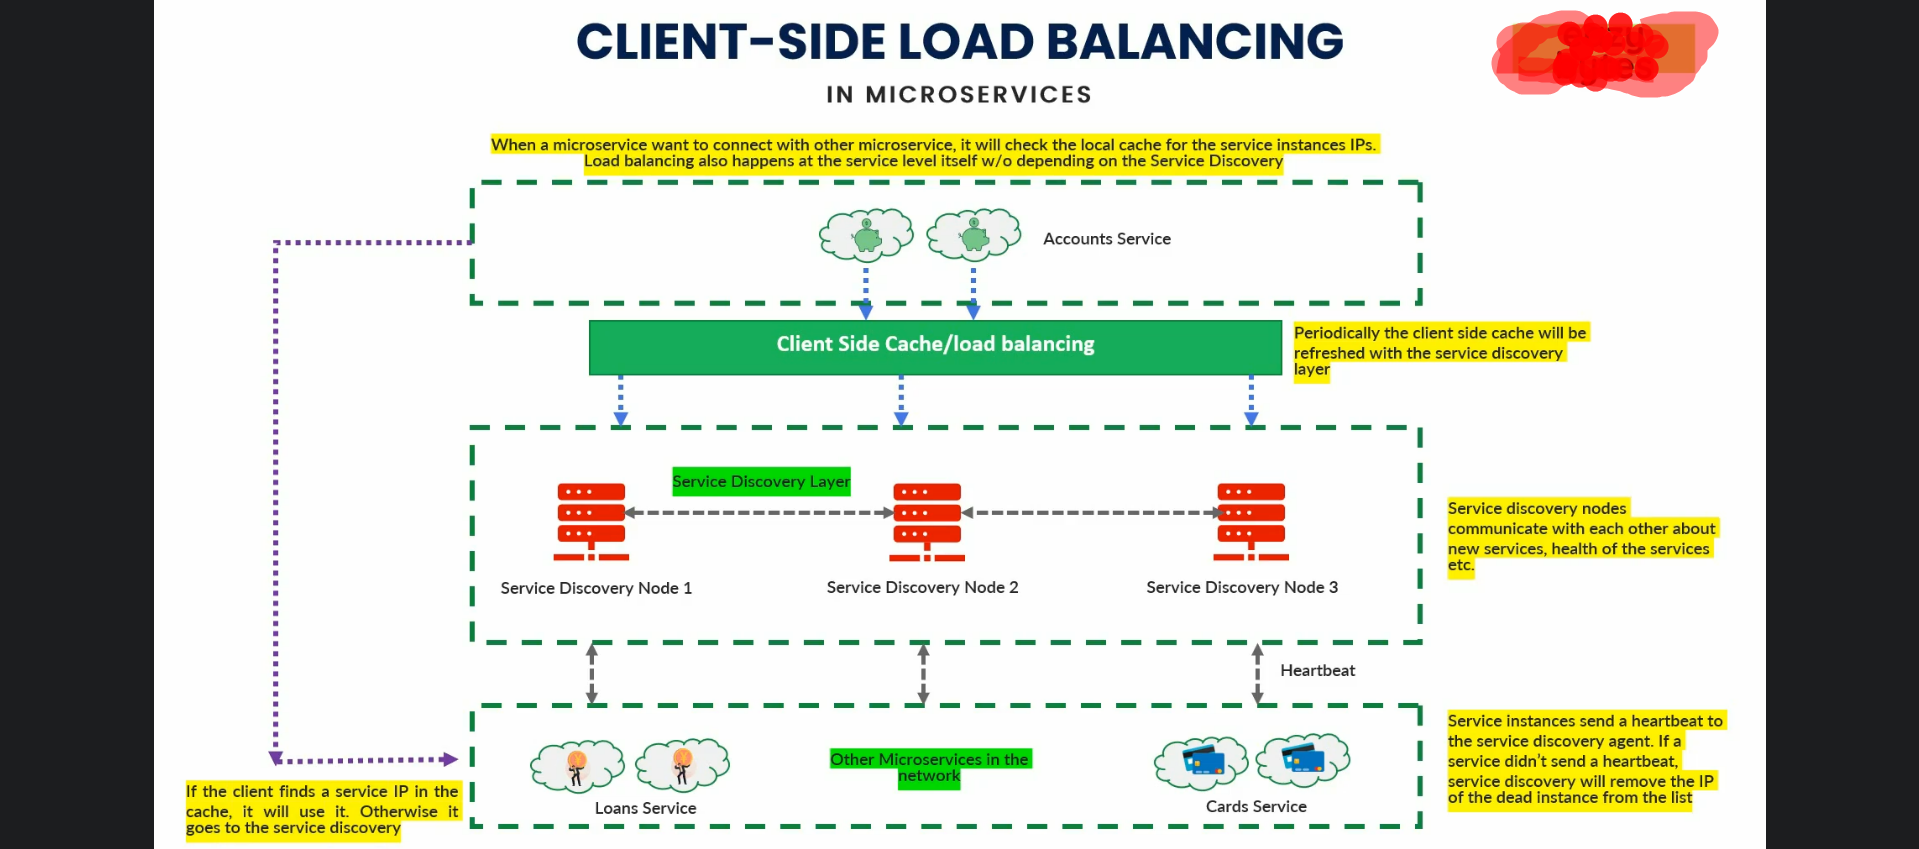 CLIENT-SIDE LOAD BALANCING
IN MICROSERVICES
When a microservice want to connect with other microservice, it will check the local cache for the service instances IPs.
Load balancing also happens at the service level itself w/o depending on the Service Discovery
Accounts Service
Client Side Cache/load balancing
Periodically the client side cache will be
refreshed with the service discovery
layer
Service Discovery Layer
Service Discovery Node 1
Service Discovery Node 2
Service Discovery Node 3
Service discovery nodes
communicate with each other about
new services, health of the services
etc.
Heartbeat
Loans Service
Other Microservices in the
network
Cards Service
Service instances send a heartbeat to
the service discovery agent. If a
service didn't send a heartbeat,
service discovery will remove the IP
of the dead instance from the list
If the client finds a service IP in the
cache, it will use it. Otherwise it
goes to the service discovery